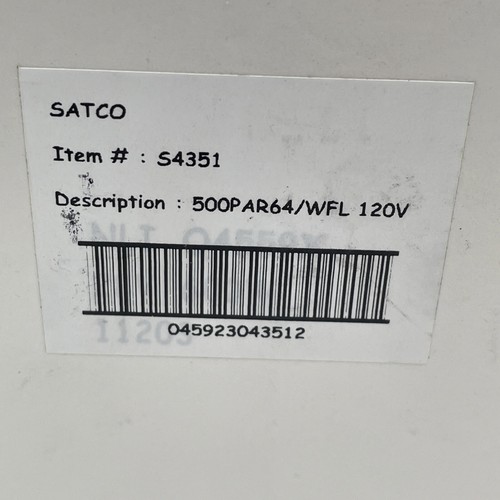 SATCO
Item # : S4351
Description : 500PAR64/WFL 120V
045923043512